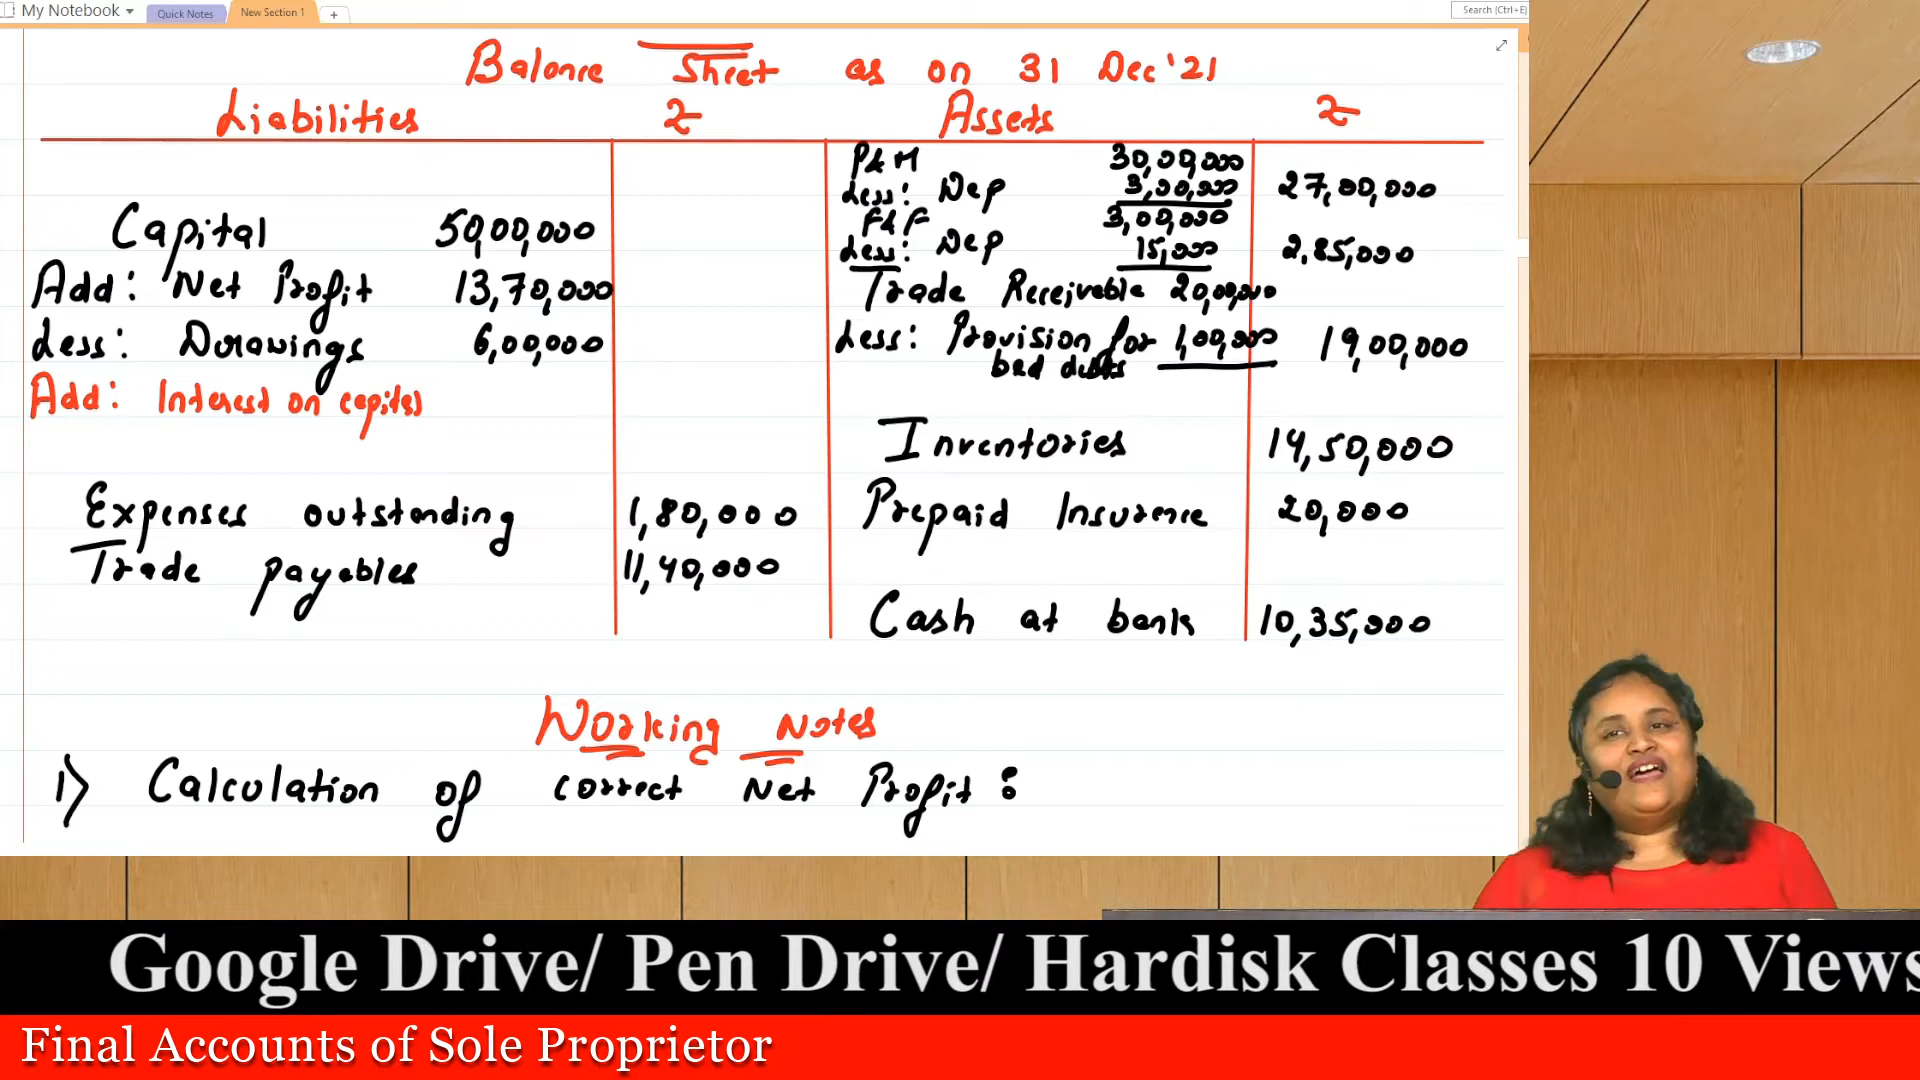 My Notebook
Quick Notes
New Section 1
+
Search (Ctrl+E)
Balance Sheet as on 31 Dec '21
Liabilities ₹ Assets ₹
P&M 30,00,000
Less: Dep 3,00,000 27,00,000
F&F 3,00,000
Less: Dep 15,000 2,85,000
Capital 50,00,000
Add: Net Profit 13,70,000
Trade Receivable 20,00,000
Less: Drawings 6,00,000
Less: Provision for bad debts 1,00,000 19,00,000
Add: Interest on capital
Inventories 14,50,000
Expenses outstanding 1,80,000
Prepaid Insurance 20,000
Trade payables 11,40,000
Cash at bank 10,35,000
Working Notes
1) Calculation of correct Net Profit :
Google Drive/ Pen Drive/ Hardisk Classes 10 Views
Final Accounts of Sole Proprietor